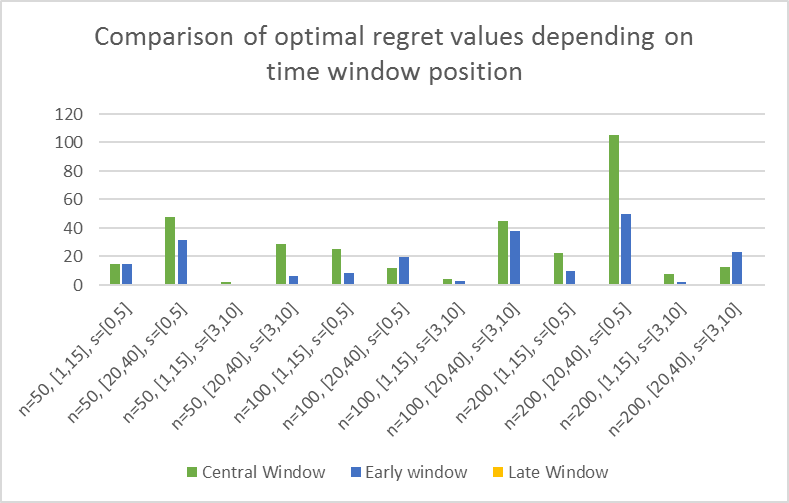 Comparison of optimal regret values depending on
time window position
120
100
80
60
40
20
0
n=50, [1,15], s=[0,5]
n=50, [20,40], s=[0,5]
n=50, [1,15], s=[3,10]
n=50, [20,40], s=[3,10]
n=100, [1,15], s=[0,5]
n=100, [20,40], s=[0,5]
n=100, [1,15], s=[3,10]
n=100, [20,40], s=[3,10]
n=200, [1,15], s=[0,5]
n=200, [20,40], s=[0,5]
n=200, [1,15], s=[3,10]
n=200, [20,40], s=[3,10]
Central Window Early window Late Window